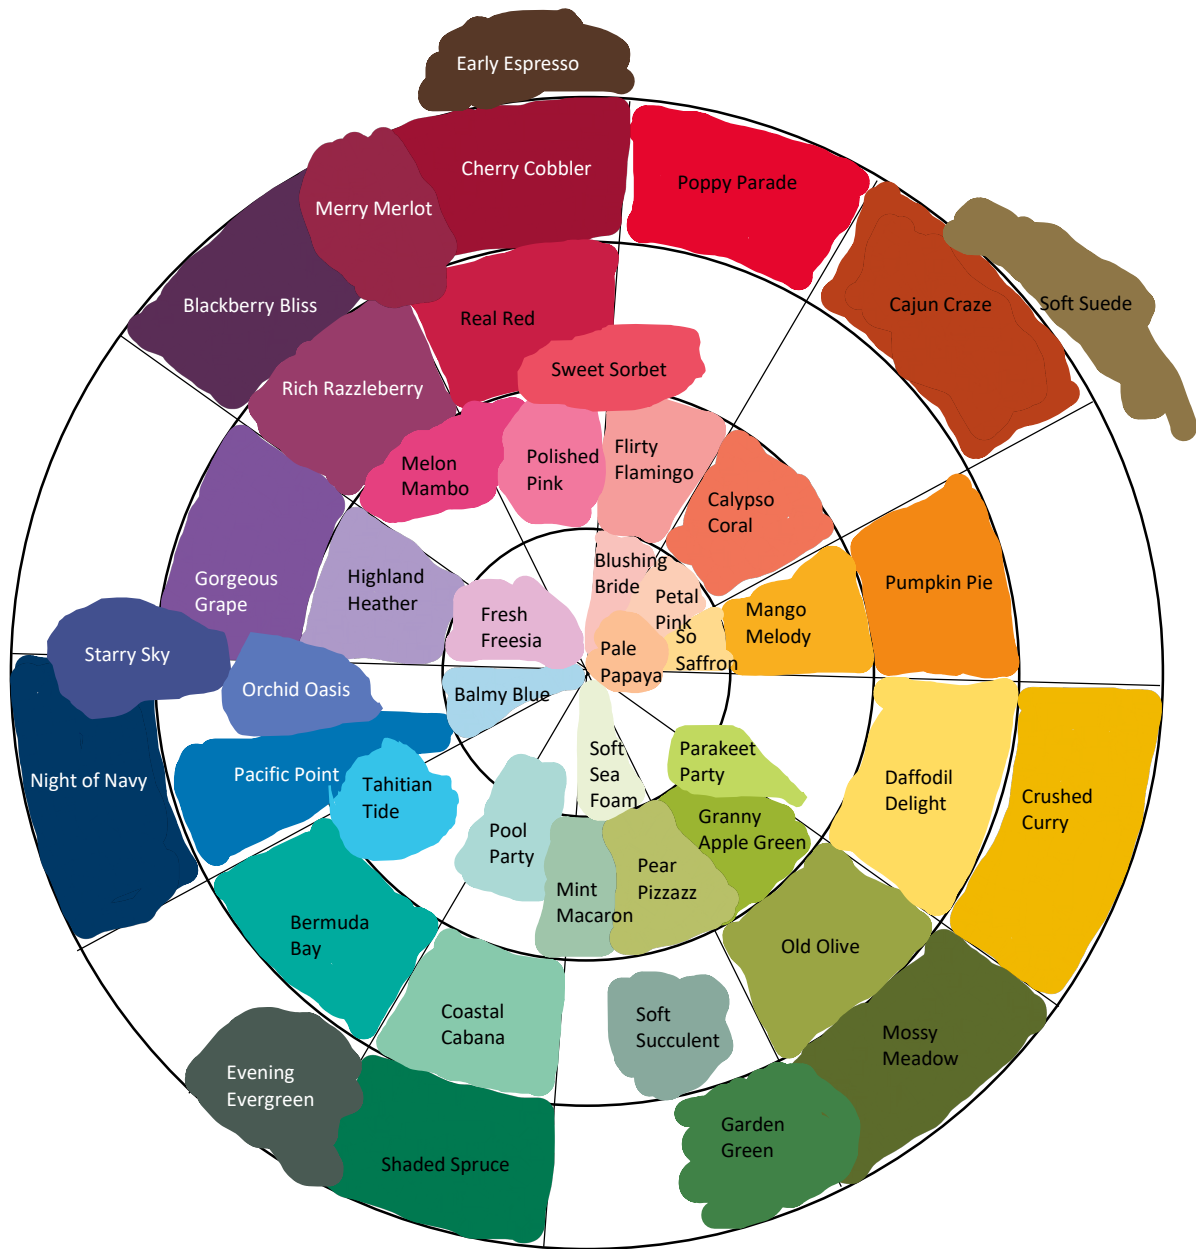 Early Espresso
Cherry Cobbler
Poppy Parade
Merry Merlot
Blackberry Bliss
Cajun Craze
Soft Suede
Real Red
Sweet Sorbet
Rich Razzleberry
Melon
Mambo
Polished
Pink
Flirty
Flamingo
Calypso
Coral
Gorgeous
Grape
Highland
Heather
Fresh
Freesia
Blushing
Bride
Petal
Pink
Pale
Papaya
So
Saffron
Mango
Melody
Pumpkin Pie
Starry Sky
Orchid Oasis
Balmy Blue
Night of Navy
Pacific Point
Tahitian
Tide
Pool
Party
Soft
Sea
Foam
Parakeet
Party
Granny
Apple Green
Daffodil
Delight
Crushed
Curry
Mint
Macaron
Pear
Pizzazz
Bermuda
Bay
Old Olive
Coastal
Cabana
Soft
Succulent
Mossy
Meadow
Evening
Evergreen
Shaded Spruce
Garden
Green